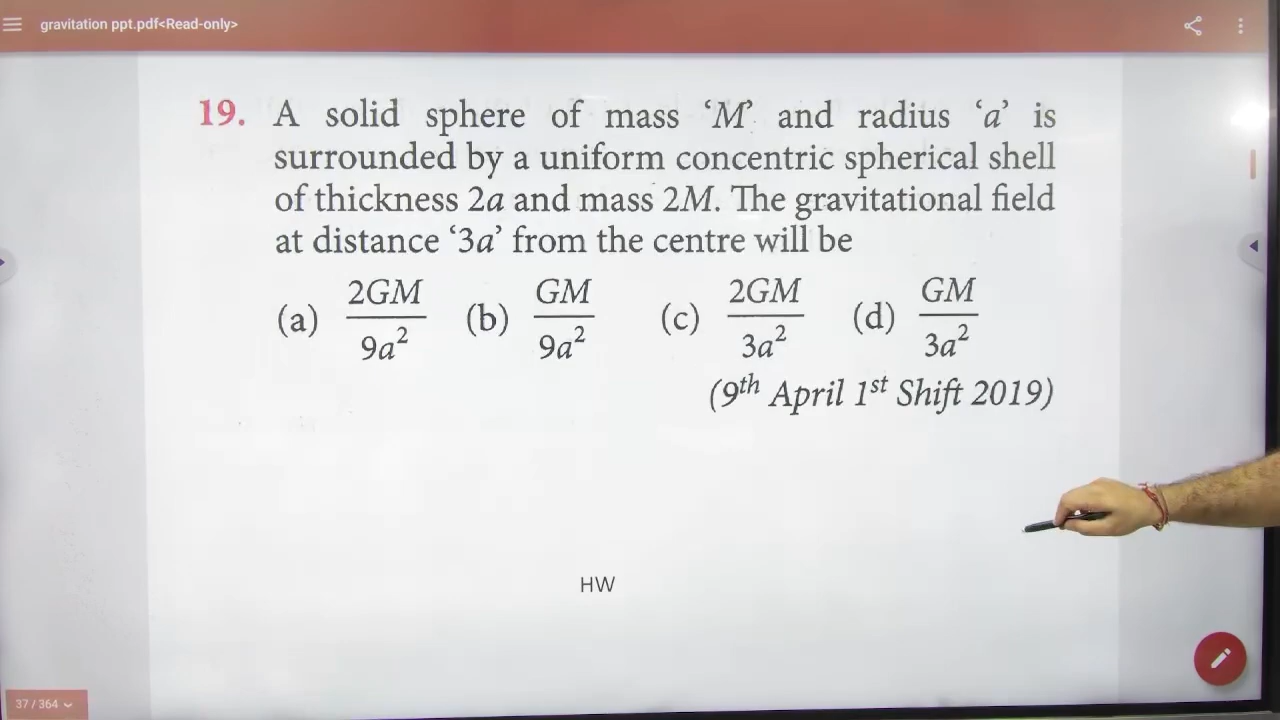 gravitation ppt.pdf<Read-only>
19. A solid sphere of mass ‘M’ and radius ‘a’ is
surrounded by a uniform concentric spherical shell
of thickness 2a and mass 2M. The gravitational field
at distance ‘3a’ from the centre will be
(a) 2GM/9a² (b) GM/9a² (c) 2GM/3a² (d) GM/3a²
(9th April 1st Shift 2019)
HW
37 / 364